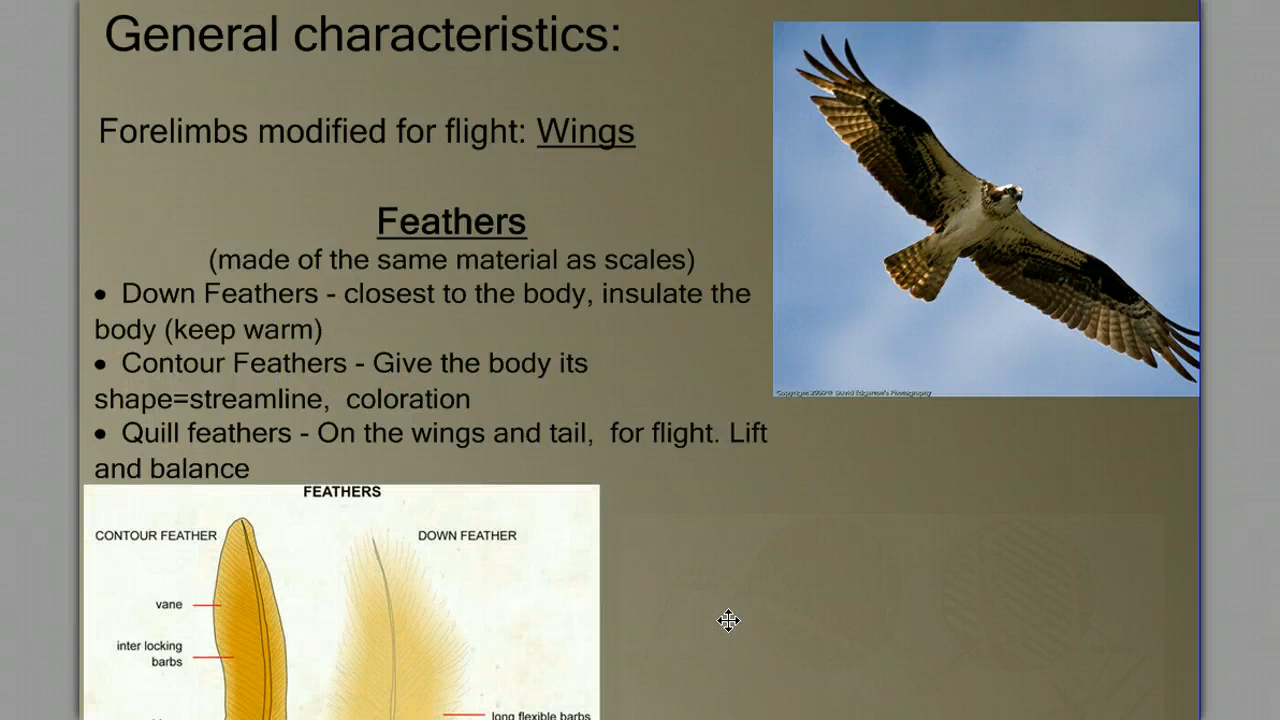 General characteristics:
Forelimbs modified for flight: Wings
Feathers
(made of the same material as scales)
• Down Feathers - closest to the body, insulate the
body (keep warm)
• Contour Feathers - Give the body its
shape=streamline, coloration
• Quill feathers - On the wings and tail, for flight. Lift
and balance
FEATHERS
CONTOUR FEATHER
DOWN FEATHER
vane
inter locking
barbs
long flexible barbs